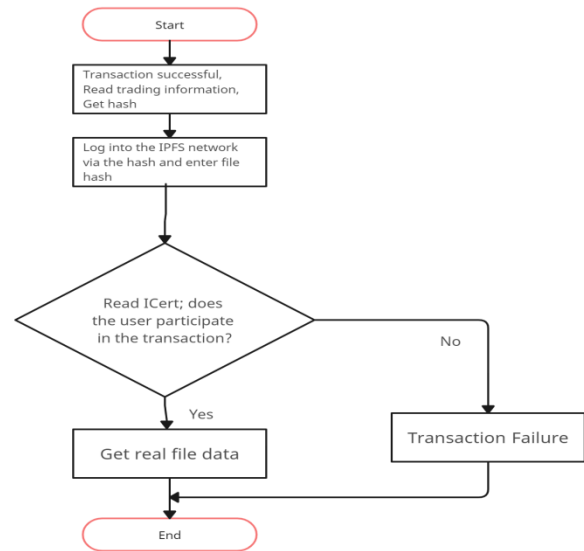 Start
Transaction successful,
Read trading information,
Get hash
Log into the IPFS network
via the hash and enter file
hash
Read ICert; does
the user participate
in the transaction?
No
Yes
Get real file data
Transaction Failure
End